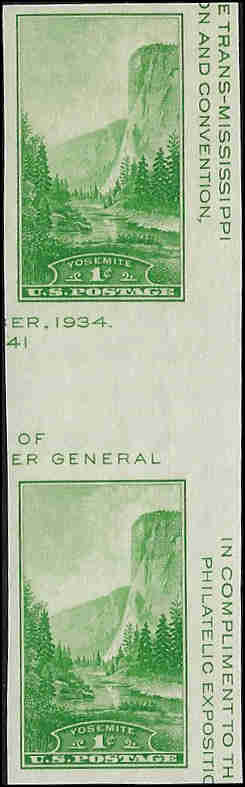 E TRANS-MISSISSIPPI
ON AND CONVENTION,
YOSEMITE
1¢
U.S. POSTAGE
BER, 1934.
41
OF
ER GENERAL
IN COMPLIMENT TO TH
PHILATELIC EXPOSITIO
YOSEMITE
1¢
U.S. POSTAGE